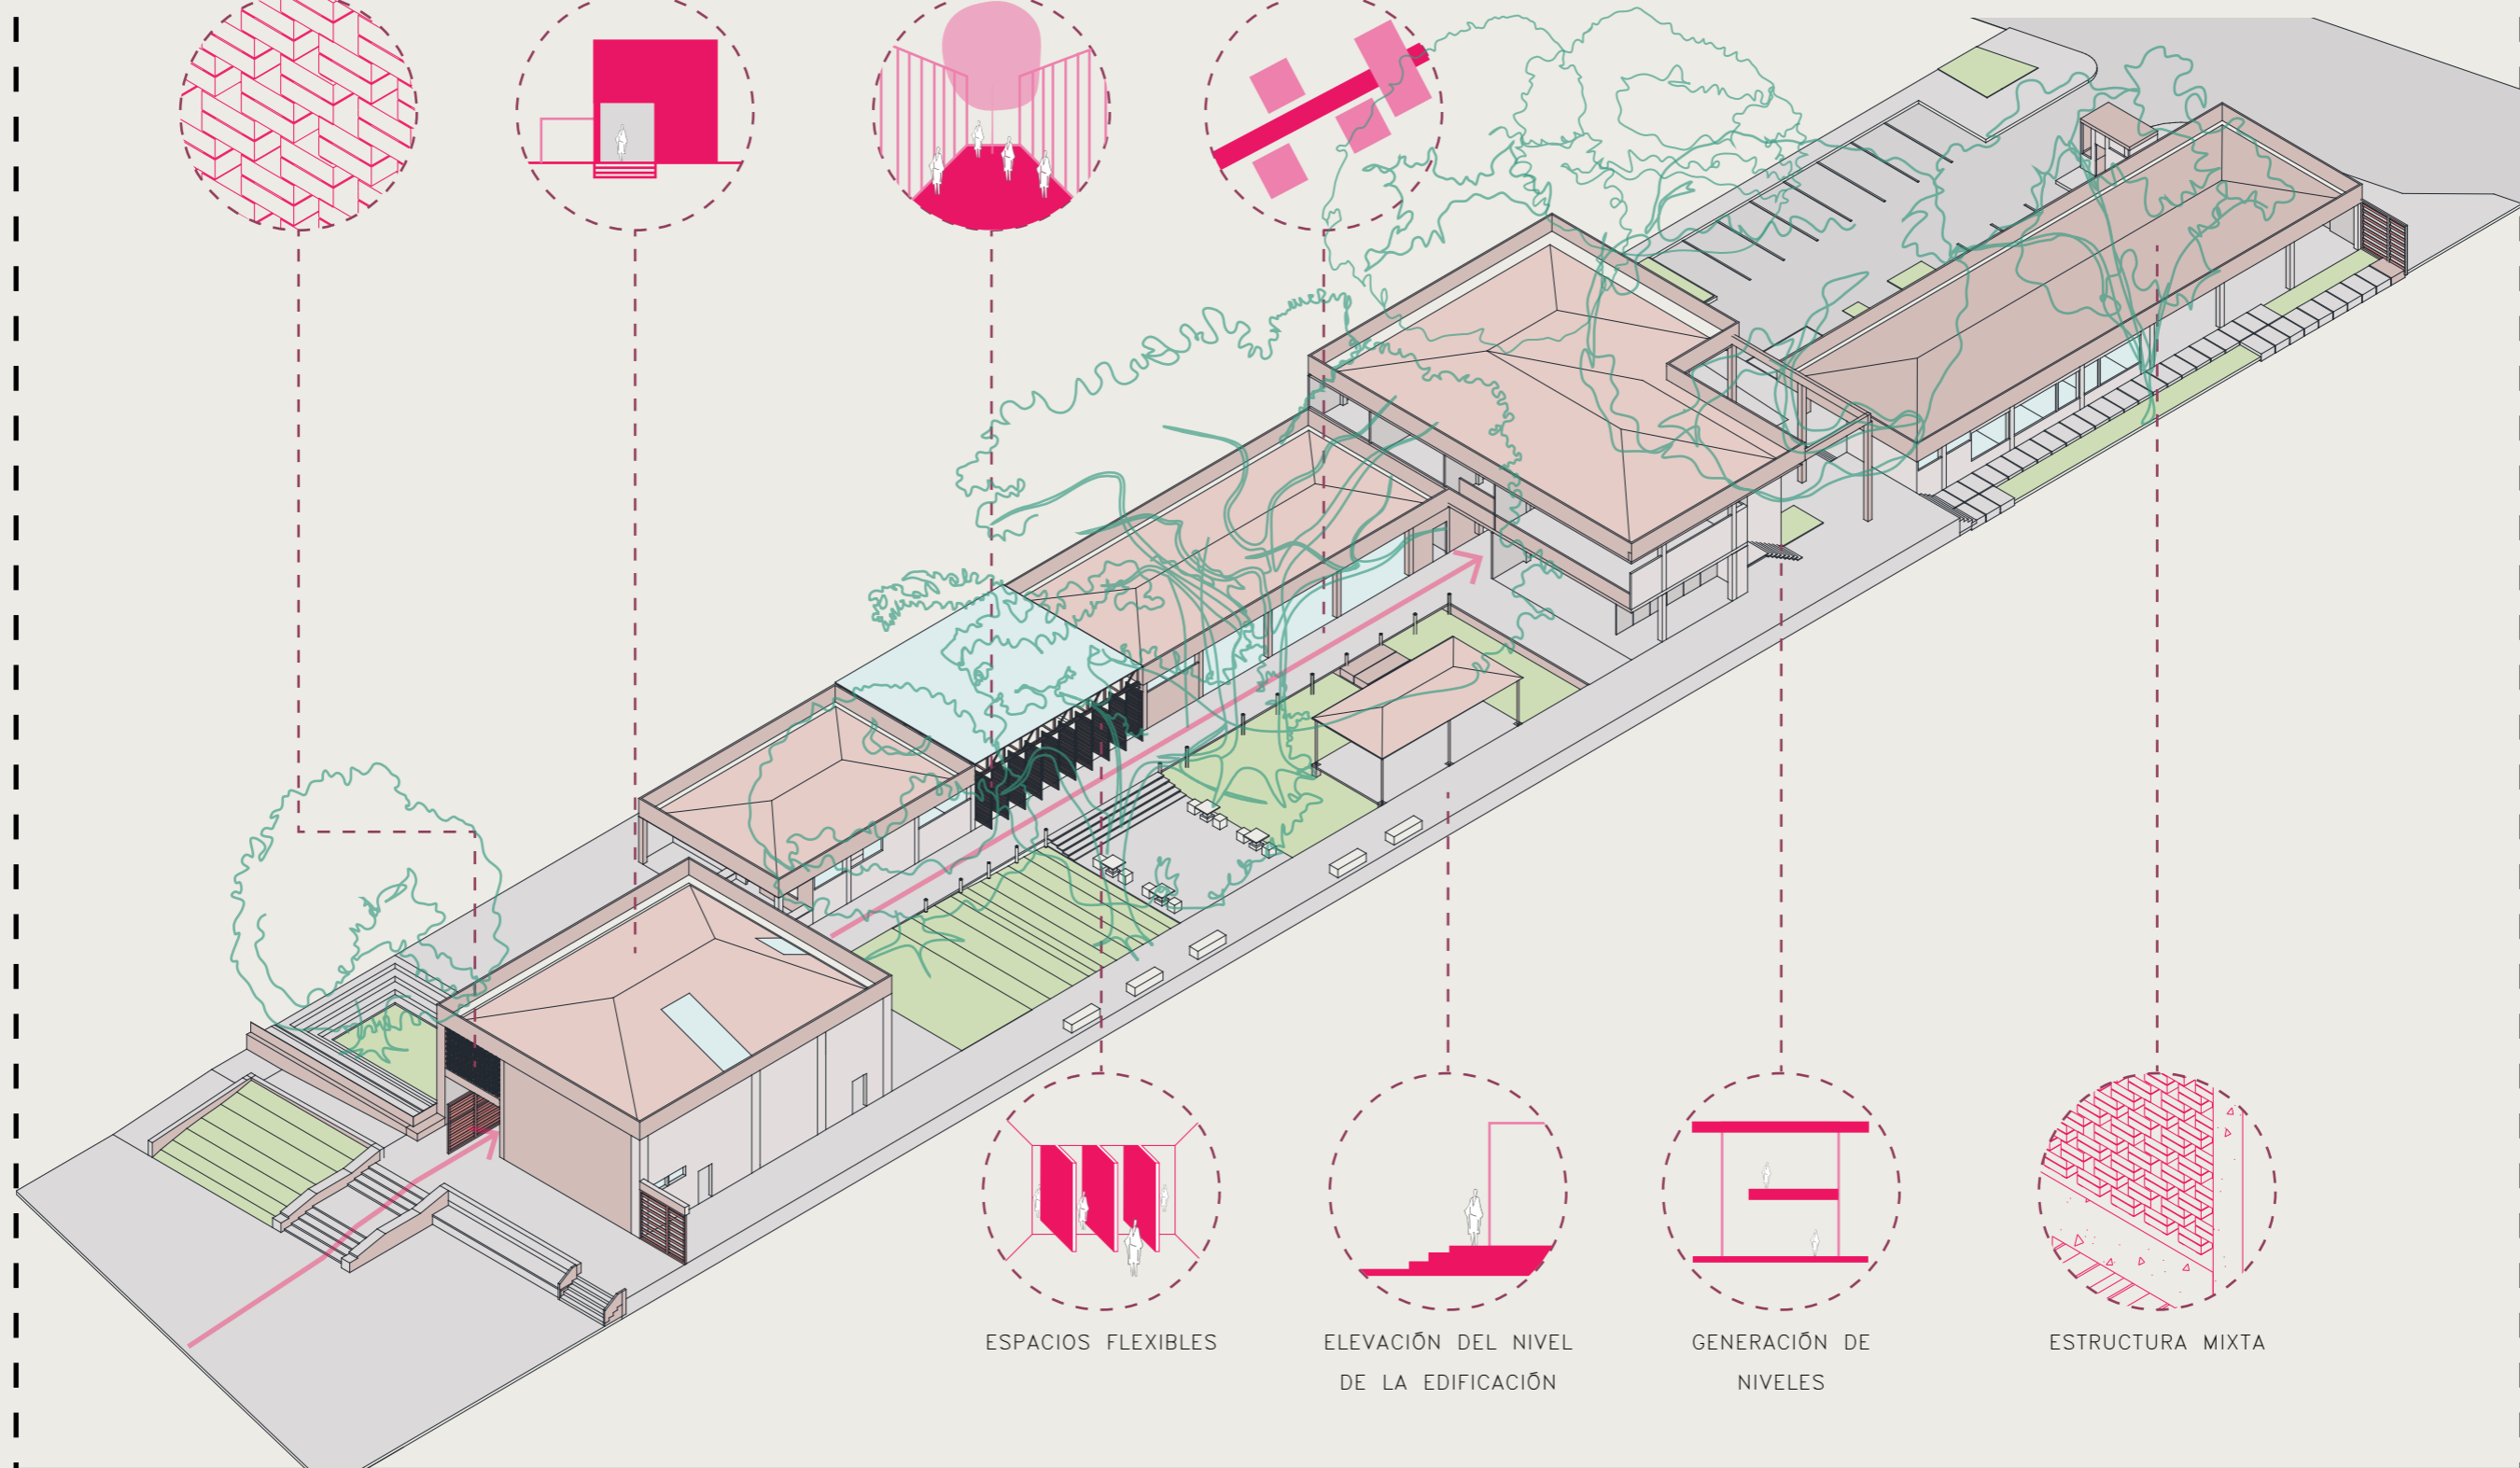 ESPACIOS FLEXIBLES
ELEVACIÓN DEL NIVEL
DE LA EDIFICACIÓN
GENERACIÓN DE
NIVELES
ESTRUCTURA MIXTA